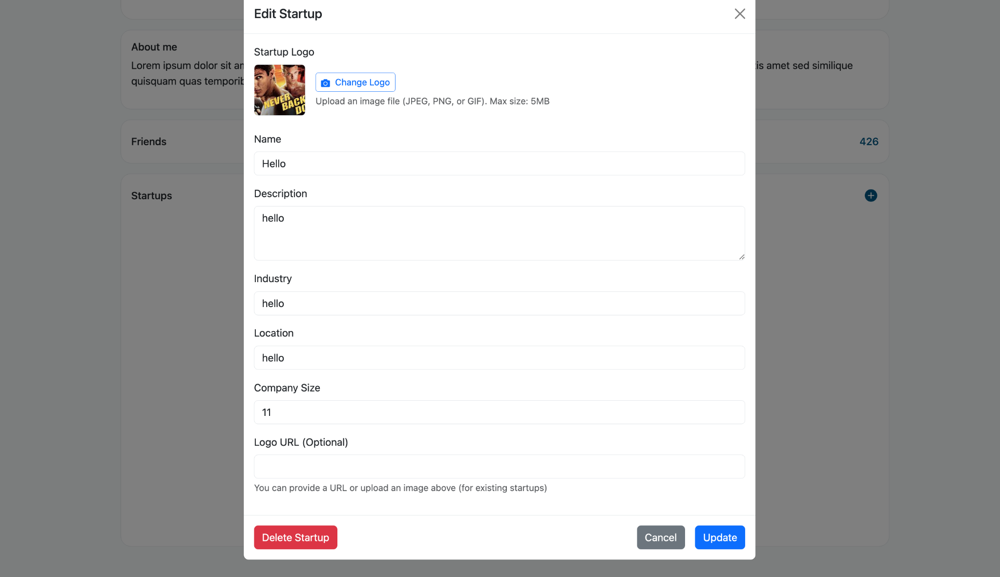 Edit Startup
Startup Logo
NEVER
BACK
DO
Change Logo
Upload an image file (JPEG, PNG, or GIF). Max size: 5MB
Name
Hello
Description
hello
Industry
hello
Location
hello
Company Size
11
Logo URL (Optional)
You can provide a URL or upload an image above (for existing startups)
Delete Startup
Cancel
Update
About me
Lorem ipsum dolor sit
is amet sed similique
quisquam quas
Friends
426
Startups